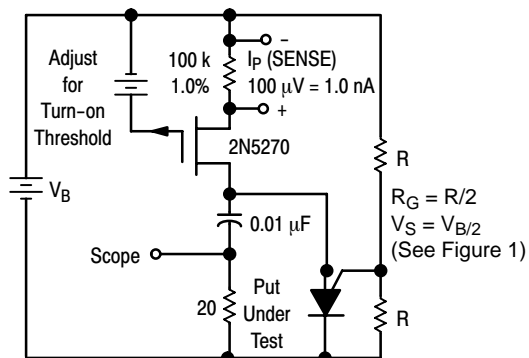 Adjust
for
Turn−on
Threshold
100 k
1.0%
−
IP (SENSE)
100 μV = 1.0 nA
+
2N5270
VB
0.01 μF
Scope
20
Put
Under
Test
R
RG = R/2
VS = VB/2
(See Figure 1)
R